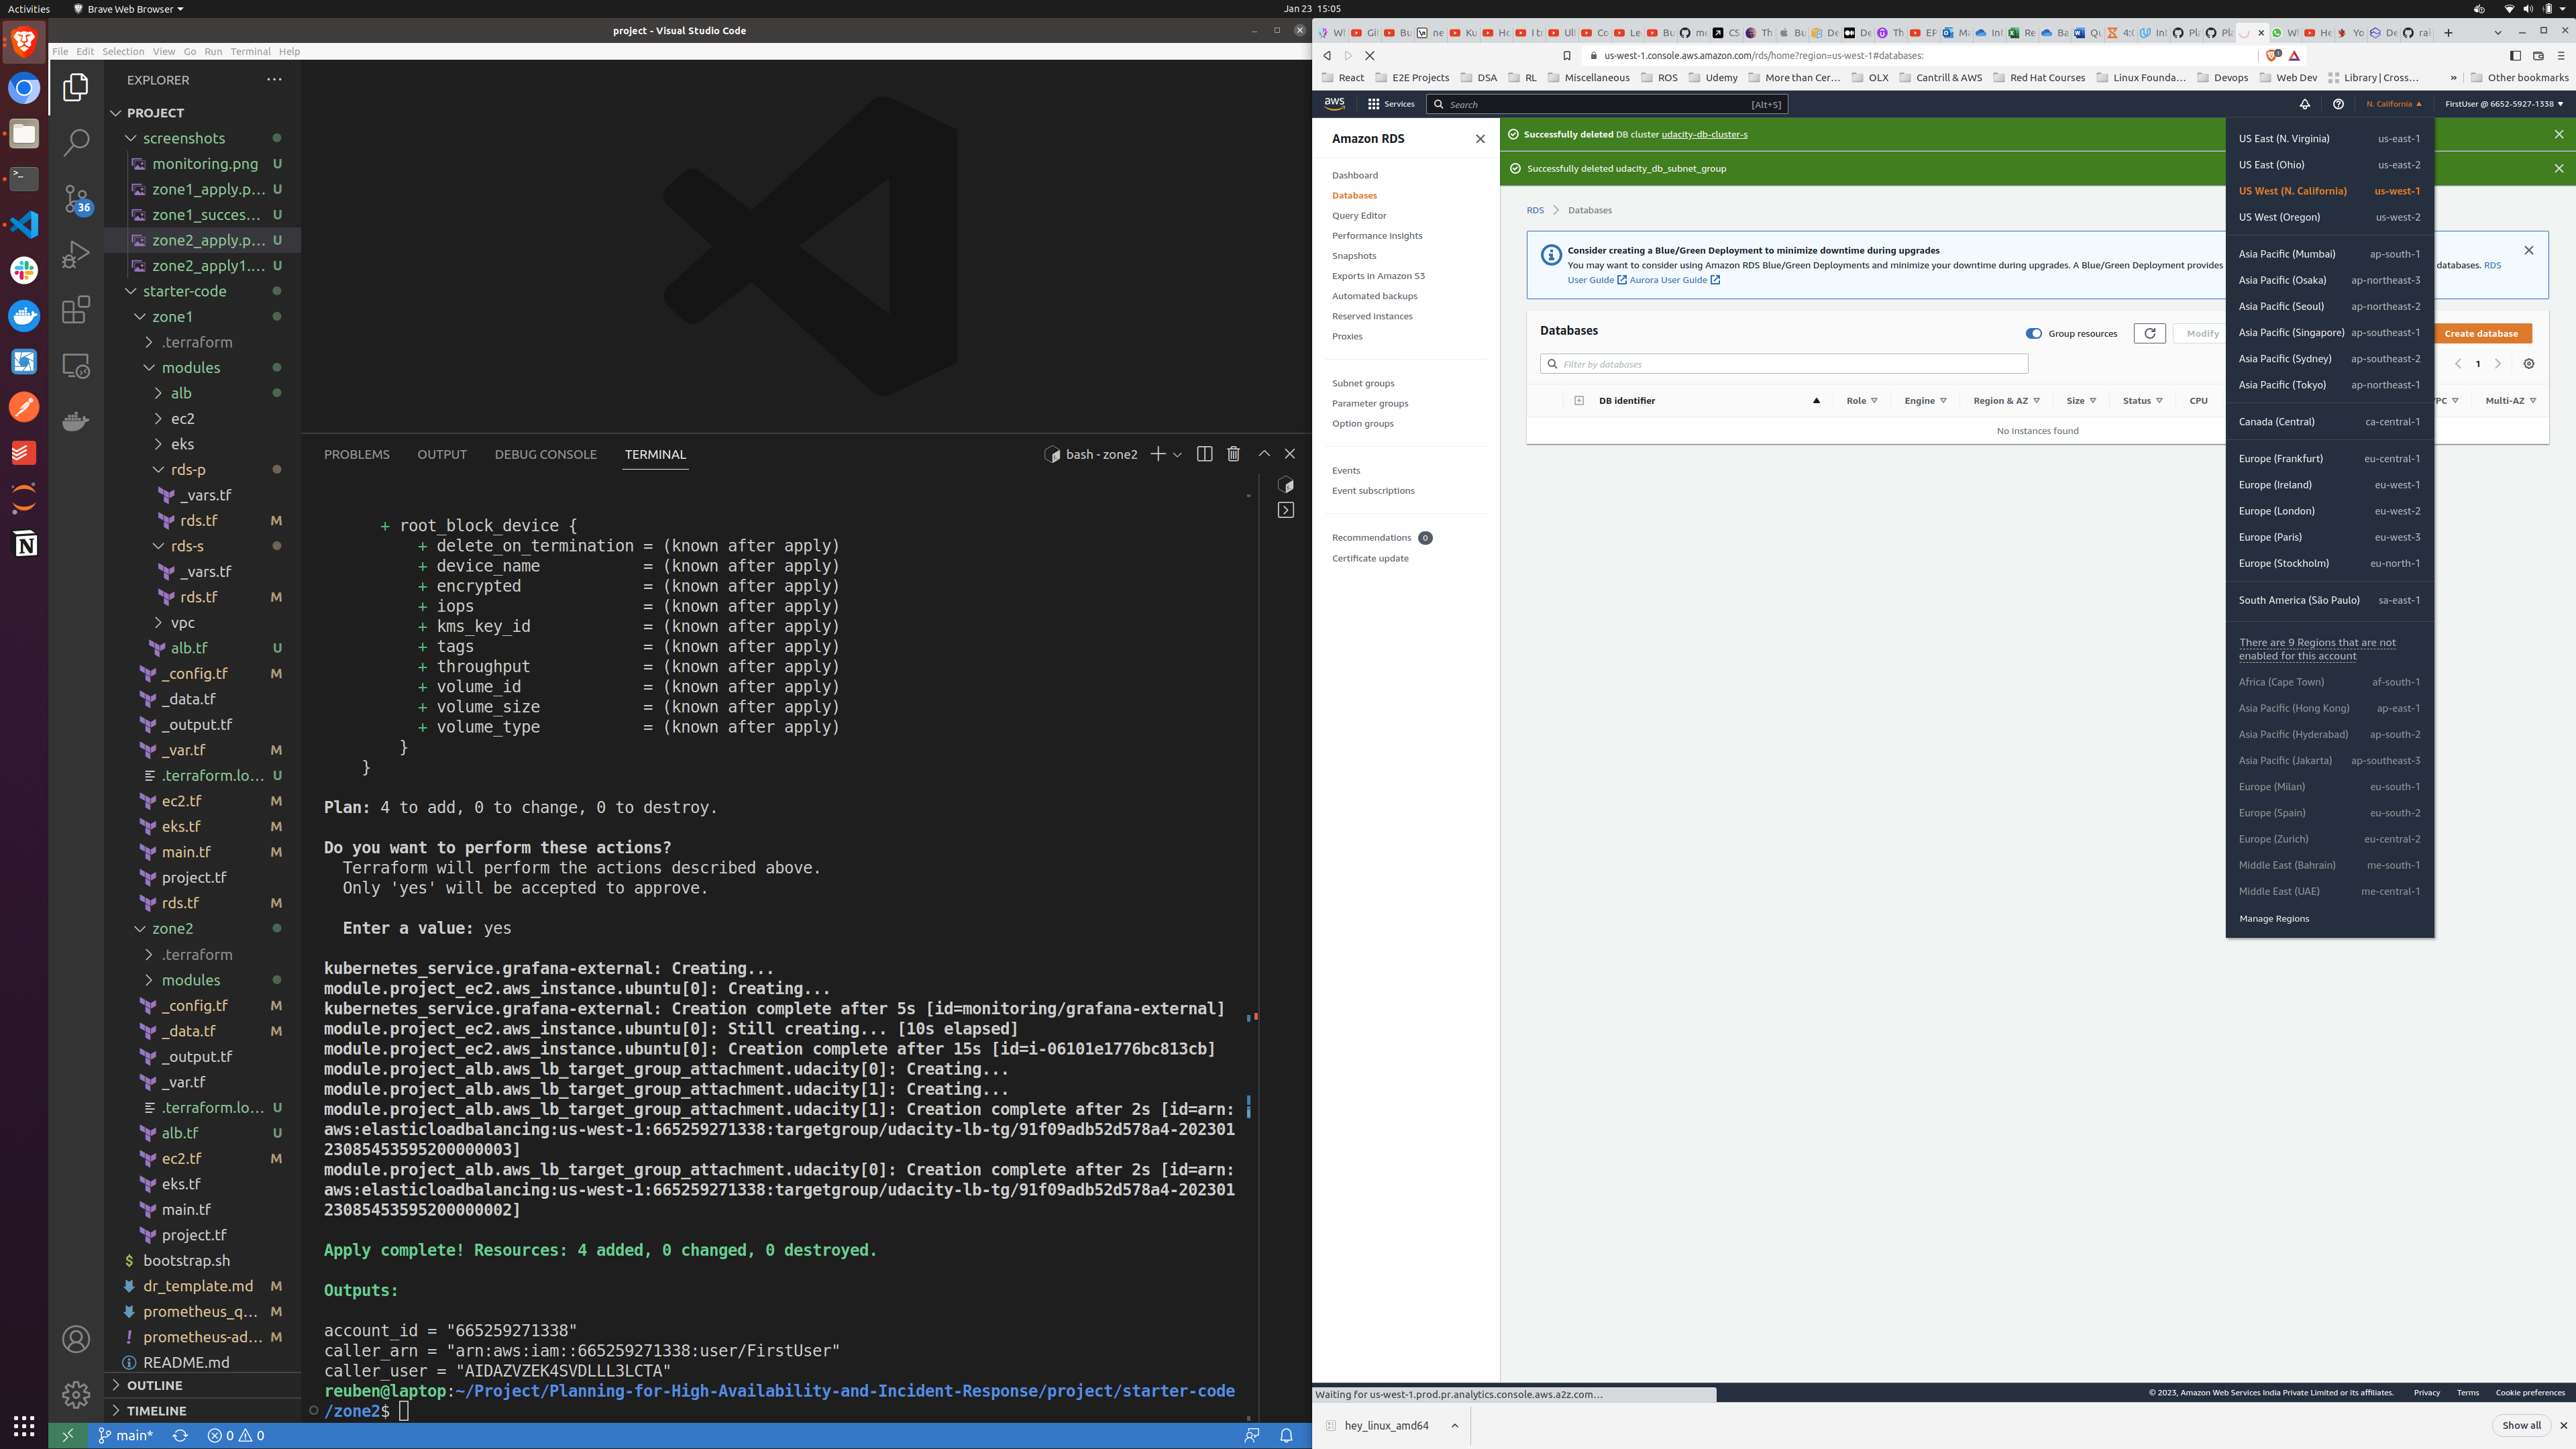 Activities
Brave Web Browser
Jan 23 15:05
project - Visual Studio Code
File Edit Selection View Go Run Terminal Help
EXPLORER
PROJECT
screenshots
monitoring.png U
zone1_apply.p... U
zone1_succes... U
zone2_apply.p... U
zone2_apply1.... U
starter-code
zone1
.terraform
modules
alb
ec2
eks
rds-p
_vars.tf
rds.tf M
rds-s
_vars.tf
rds.tf M
vpc
alb.tf U
_config.tf M
_data.tf
_output.tf
_var.tf M
.terraform.lo... U
ec2.tf M
eks.tf M
main.tf M
project.tf
rds.tf M
zone2
.terraform
modules
_config.tf M
_data.tf M
_output.tf
_var.tf
.terraform.lo... U
alb.tf U
ec2.tf M
eks.tf
main.tf
project.tf
bootstrap.sh
dr_template.md M
prometheus_q... M
prometheus-ad... M
README.md
OUTLINE
TIMELINE
36
main*
0 0
PROBLEMS OUTPUT DEBUG CONSOLE TERMINAL
bash - zone2
+ root_block_device {
+ delete_on_termination = (known after apply)
+ device_name = (known after apply)
+ encrypted = (known after apply)
+ iops = (known after apply)
+ kms_key_id = (known after apply)
+ tags = (known after apply)
+ throughput = (known after apply)
+ volume_id = (known after apply)
+ volume_size = (known after apply)
+ volume_type = (known after apply)
}
}
Plan: 4 to add, 0 to change, 0 to destroy.
Do you want to perform these actions?
Terraform will perform the actions described above.
Only 'yes' will be accepted to approve.
Enter a value: yes
kubernetes_service.grafana-external: Creating...
module.project_ec2.aws_instance.ubuntu[0]: Creating...
kubernetes_service.grafana-external: Creation complete after 5s [id=monitoring/grafana-external]
module.project_ec2.aws_instance.ubuntu[0]: Still creating... [10s elapsed]
module.project_ec2.aws_instance.ubuntu[0]: Creation complete after 15s [id=i-06101e1776bc813cb]
module.project_alb.aws_lb_target_group_attachment.udacity[0]: Creating...
module.project_alb.aws_lb_target_group_attachment.udacity[1]: Creating...
module.project_alb.aws_lb_target_group_attachment.udacity[1]: Creation complete after 2s [id=arn:
aws:elasticloadbalancing:us-west-1:665259271338:targetgroup/udacity-lb-tg/91f09adb52d578a4-202301
23085453595200000003]
module.project_alb.aws_lb_target_group_attachment.udacity[0]: Creation complete after 2s [id=arn:
aws:elasticloadbalancing:us-west-1:665259271338:targetgroup/udacity-lb-tg/91f09adb52d578a4-202301
23085453595200000002]
Apply complete! Resources: 4 added, 0 changed, 0 destroyed.
Outputs:
account_id = "665259271338"
caller_arn = "arn:aws:iam::665259271338:user/FirstUser"
caller_user = "AIDAZVZEK4SVDLLL3LCTA"
reuben@laptop:~/Project/Planning-for-High-Availability-and-Incident-Response/project/starter-code
/zone2$
us-west-1.console.aws.amazon.com/rds/home?region=us-west-1#databases:
React E2E Projects DSA RL Miscellaneous ROS Udemy More than Cer... OLX Cantrill & AWS Red Hat Courses Linux Founda... Devops Web Dev Library | Cross... » Other bookmarks
aws Services Search [Alt+S] N. California FirstUser @ 6652-5927-1338
Amazon RDS
Dashboard
Databases
Query Editor
Performance insights
Snapshots
Exports in Amazon S3
Automated backups
Reserved instances
Proxies
Subnet groups
Parameter groups
Option groups
Events
Event subscriptions
Recommendations 0
Certificate update
Successfully deleted DB cluster udacity-db-cluster-s
Successfully deleted udacity_db_subnet_group
RDS Databases
Consider creating a Blue/Green Deployment to minimize downtime during upgrades
You may want to consider using Amazon RDS Blue/Green Deployments and minimize your downtime during upgrades. A Blue/Green Deployment provides
databases. RDS
User Guide Aurora User Guide
Databases
Group resources
Modify
Create database
Filter by databases
1
DB identifier Role Engine Region & AZ Size Status CPU Multi-AZ
No instances found
US East (N. Virginia) us-east-1
US East (Ohio) us-east-2
US West (N. California) us-west-1
US West (Oregon) us-west-2
Asia Pacific (Mumbai) ap-south-1
Asia Pacific (Osaka) ap-northeast-3
Asia Pacific (Seoul) ap-northeast-2
Asia Pacific (Singapore) ap-southeast-1
Asia Pacific (Sydney) ap-southeast-2
Asia Pacific (Tokyo) ap-northeast-1
Canada (Central) ca-central-1
Europe (Frankfurt) eu-central-1
Europe (Ireland) eu-west-1
Europe (London) eu-west-2
Europe (Paris) eu-west-3
Europe (Stockholm) eu-north-1
South America (São Paulo) sa-east-1
There are 9 Regions that are not
enabled for this account
Africa (Cape Town) af-south-1
Asia Pacific (Hong Kong) ap-east-1
Asia Pacific (Hyderabad) ap-south-2
Asia Pacific (Jakarta) ap-southeast-3
Europe (Milan) eu-south-1
Europe (Spain) eu-south-2
Europe (Zurich) eu-central-2
Middle East (Bahrain) me-south-1
Middle East (UAE) me-central-1
Manage Regions
Waiting for us-west-1.prod.pr.analytics.console.aws.a2z.com...
© 2023, Amazon Web Services India Private Limited or its affiliates. Privacy Terms Cookie preferences
hey_linux_amd64
Show all